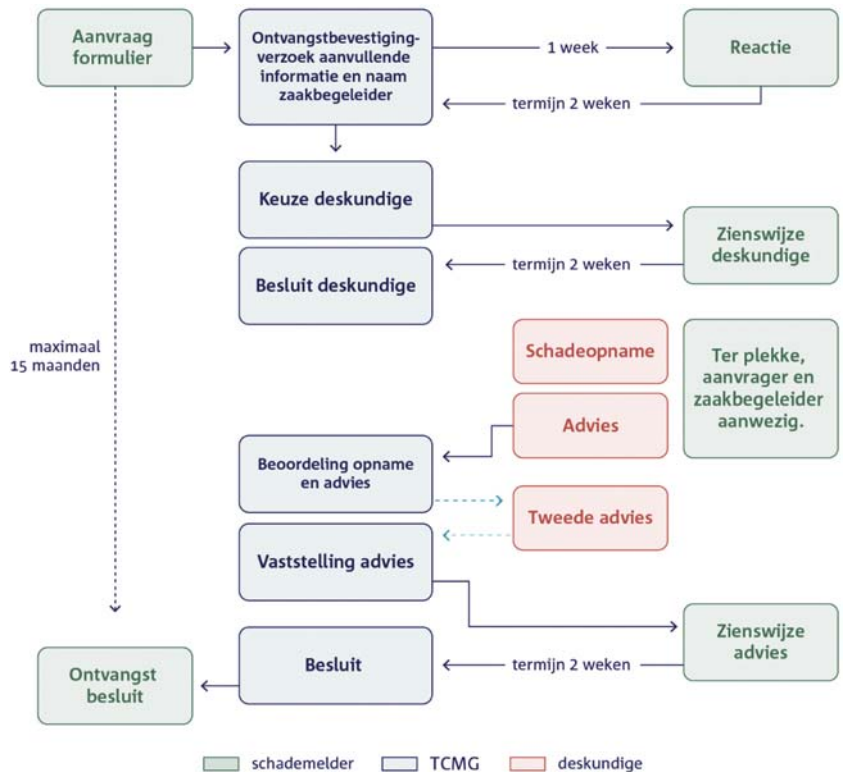 Aanvraag
formulier
Ontvangstbevestiging-
verzoek aanvullende
informatie en naam
zaakbegeleider
1 week
Reactie
termijn 2 weken
Keuze deskundige
Zienswijze
deskundige
termijn 2 weken
Besluit deskundige
maximaal
15 maanden
Schadeopname
Ter plekke,
aanvrager en
zaakbegeleider
aanwezig.
Advies
Beoordeling opname
en advies
Tweede advies
Vaststelling advies
Zienswijze
advies
termijn 2 weken
Besluit
Ontvangst
besluit
schademelder
TCMG
deskundige